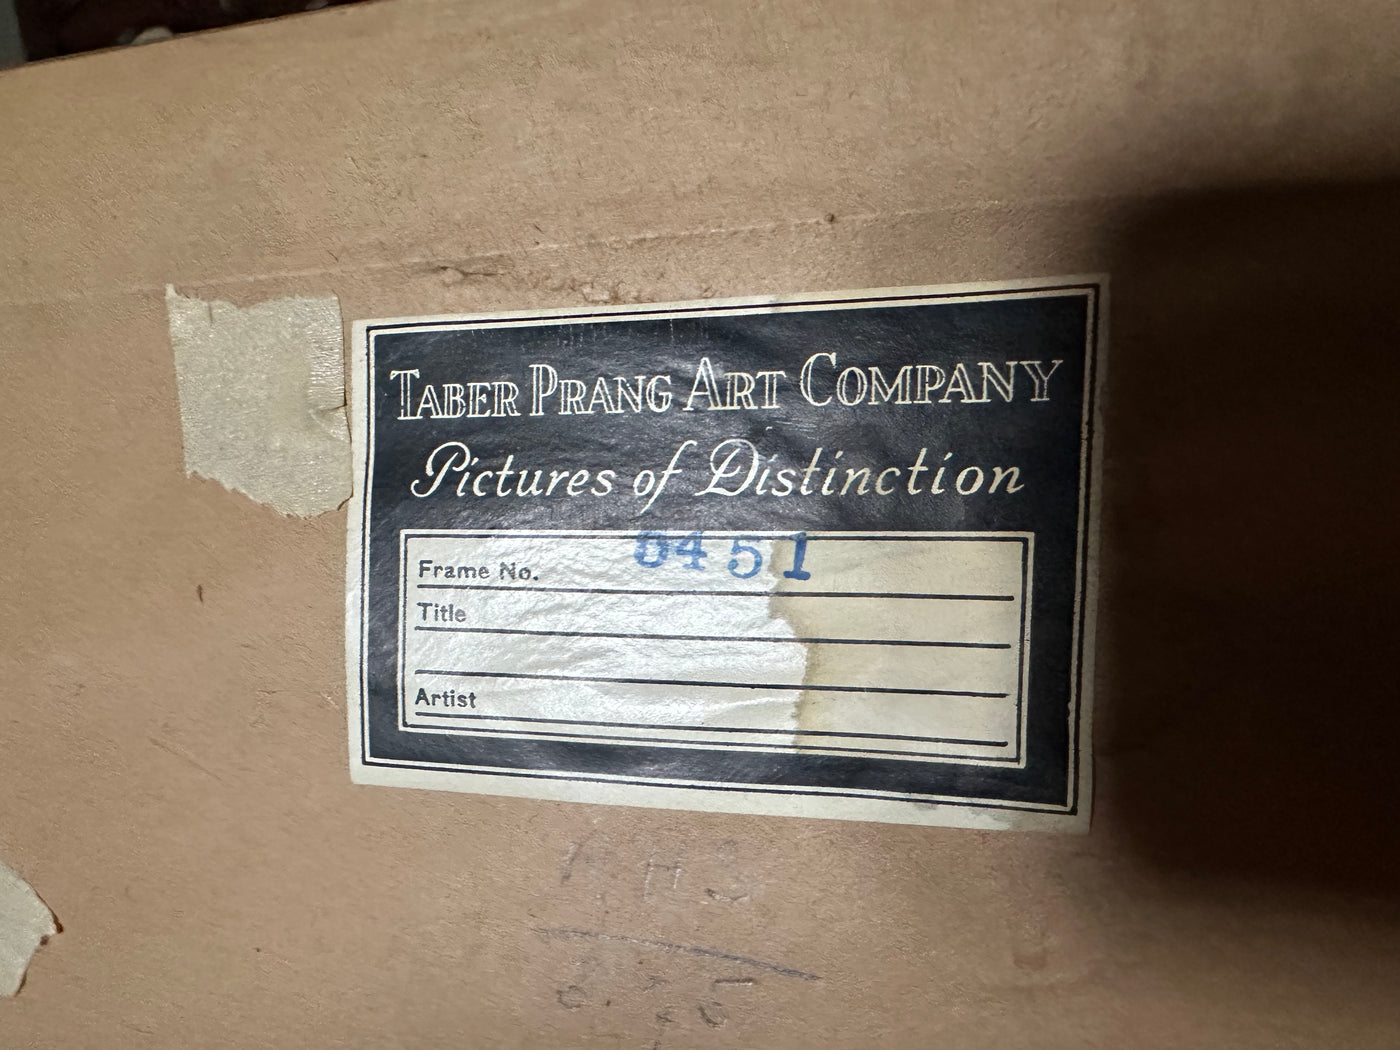 TABER PRANG ART COMPANY
Pictures of Distinction
Frame No. 6451
Title
Artist